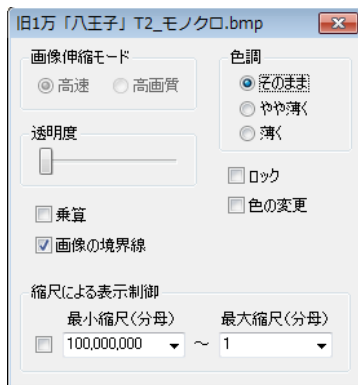 旧1万「八王子」T2_モノクロ.bmp
画像伸縮モード
高速 高画質
色調
そのまま
やや薄く
薄く
透明度
ロック
乗算
色の変更
画像の境界線
縮尺による表示制御
最小縮尺(分母) 最大縮尺(分母)
100,000,000 ～ 1